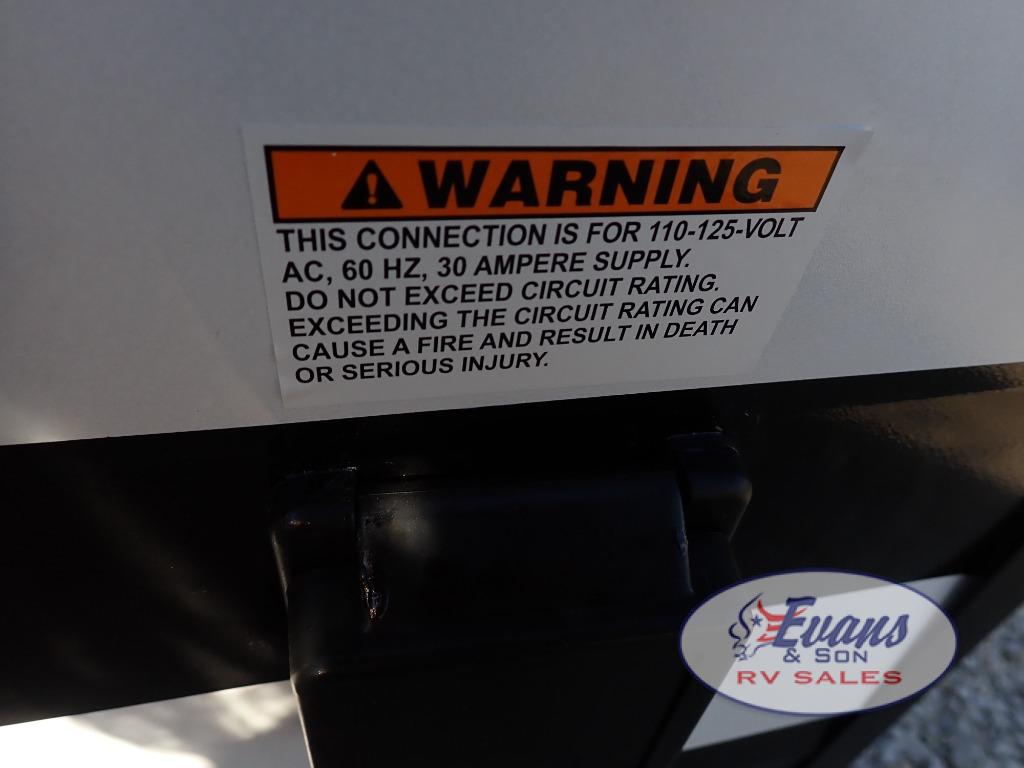 WARNING
THIS CONNECTION IS FOR 110-125-VOLT
AC, 60 HZ, 30 AMPERE SUPPLY.
DO NOT EXCEED CIRCUIT RATING.
EXCEEDING THE CIRCUIT RATING CAN
CAUSE A FIRE AND RESULT IN DEATH
OR SERIOUS INJURY.
Evans
& SON
RV SALES